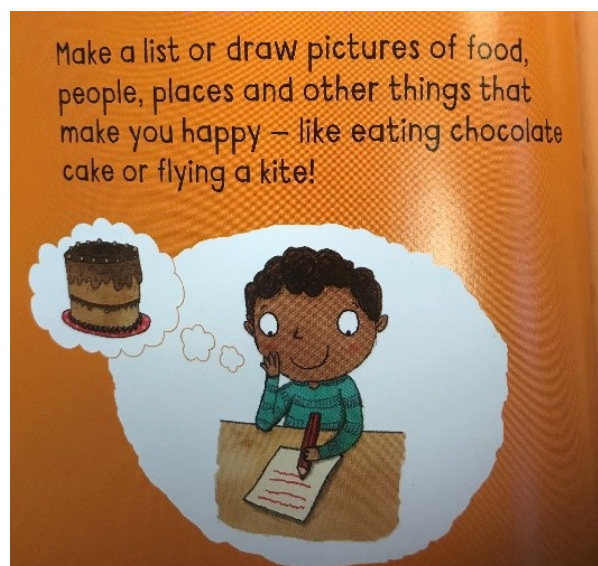 Make a list or draw pictures of food,
people, places and other things that
make you happy – like eating chocolate
cake or flying a kite!